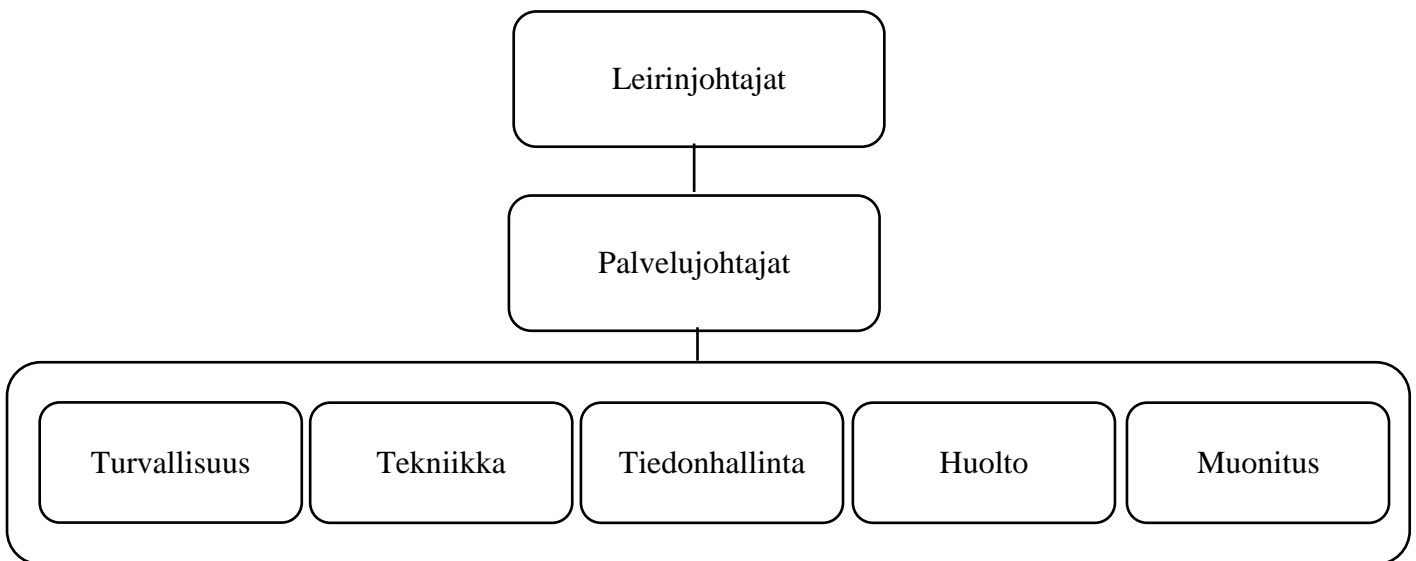 Leirinjohtajat
Palvelujohtajat
Turvallisuus
Tekniikka
Tiedonhallinta
Huolto
Muonitus